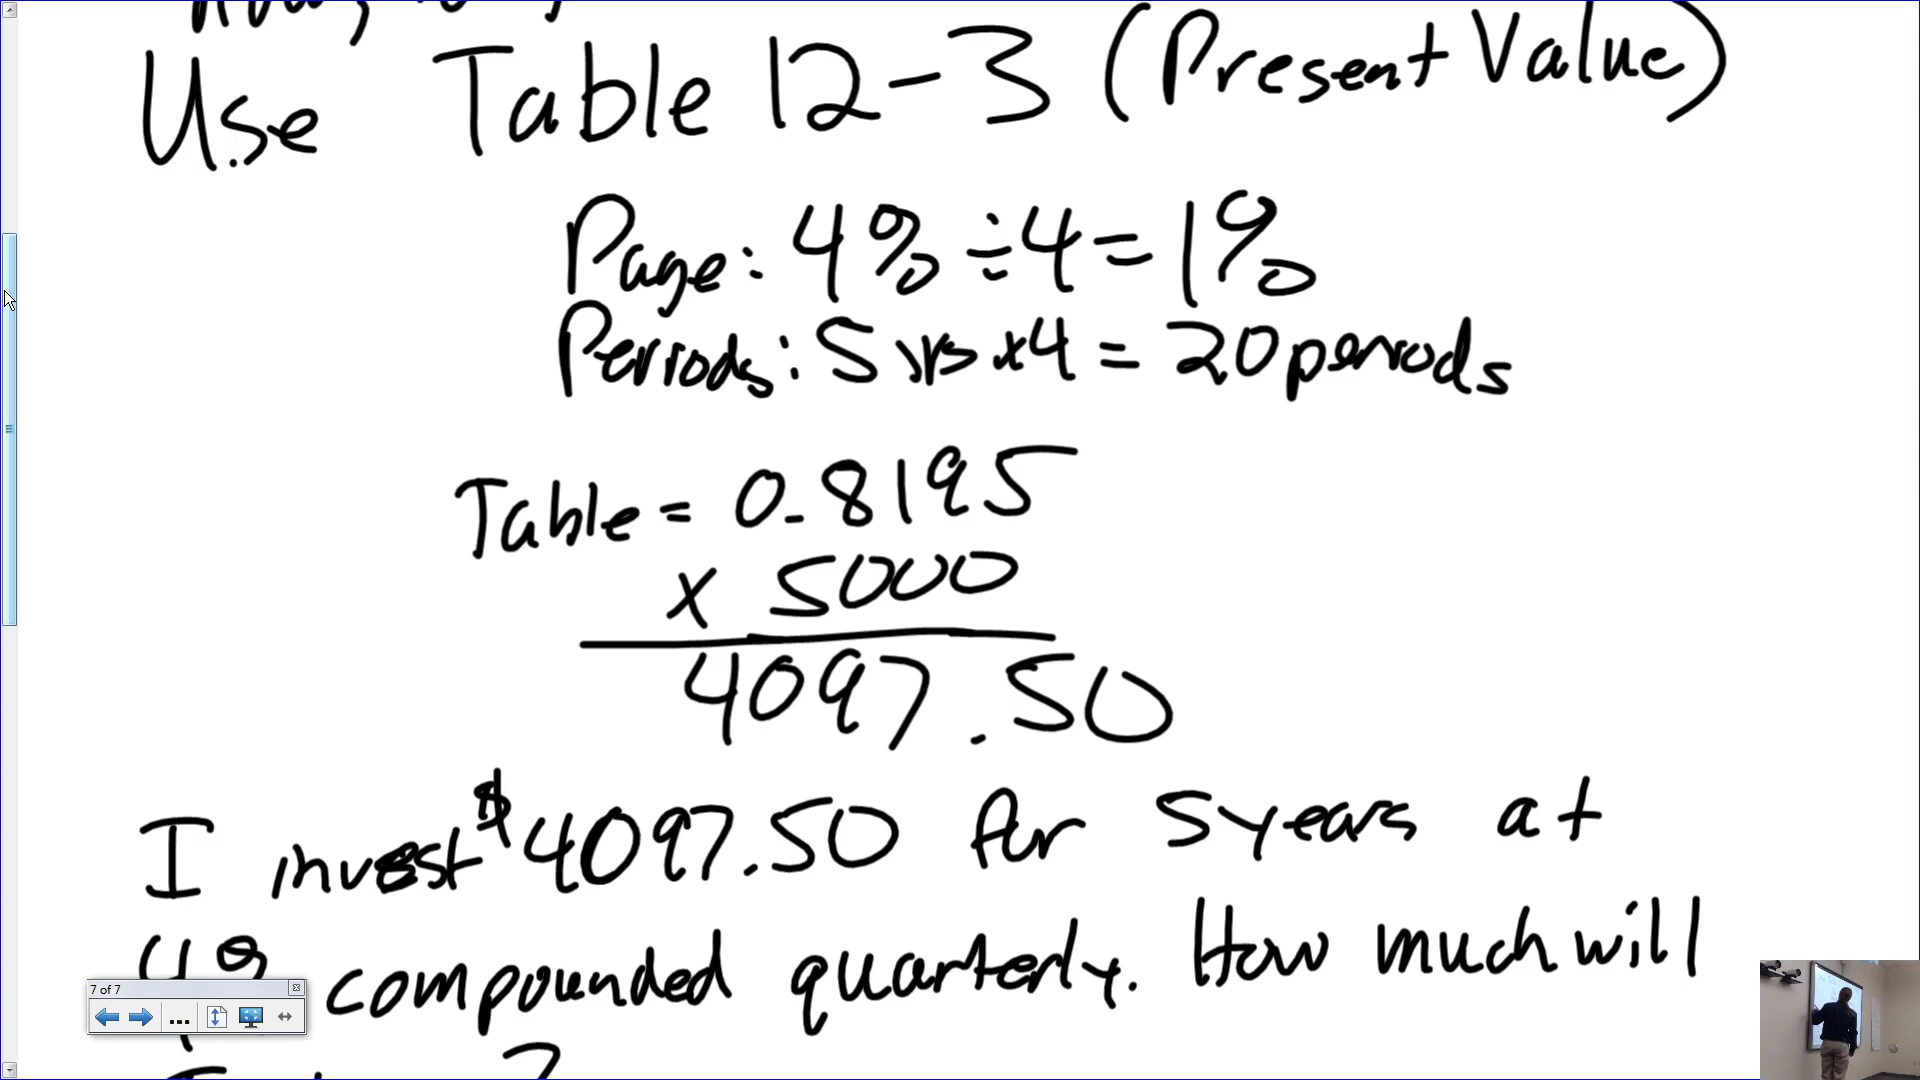 Use Table 12-3 (Present Value)
Page: 4% ÷ 4 = 1%
Periods: 5 yrs x 4 = 20 periods
Table = 0.8195
x 5000
4097.50
I invest $4097.50 for 5 years at
4% compounded quarterly. How much will
7 of 7